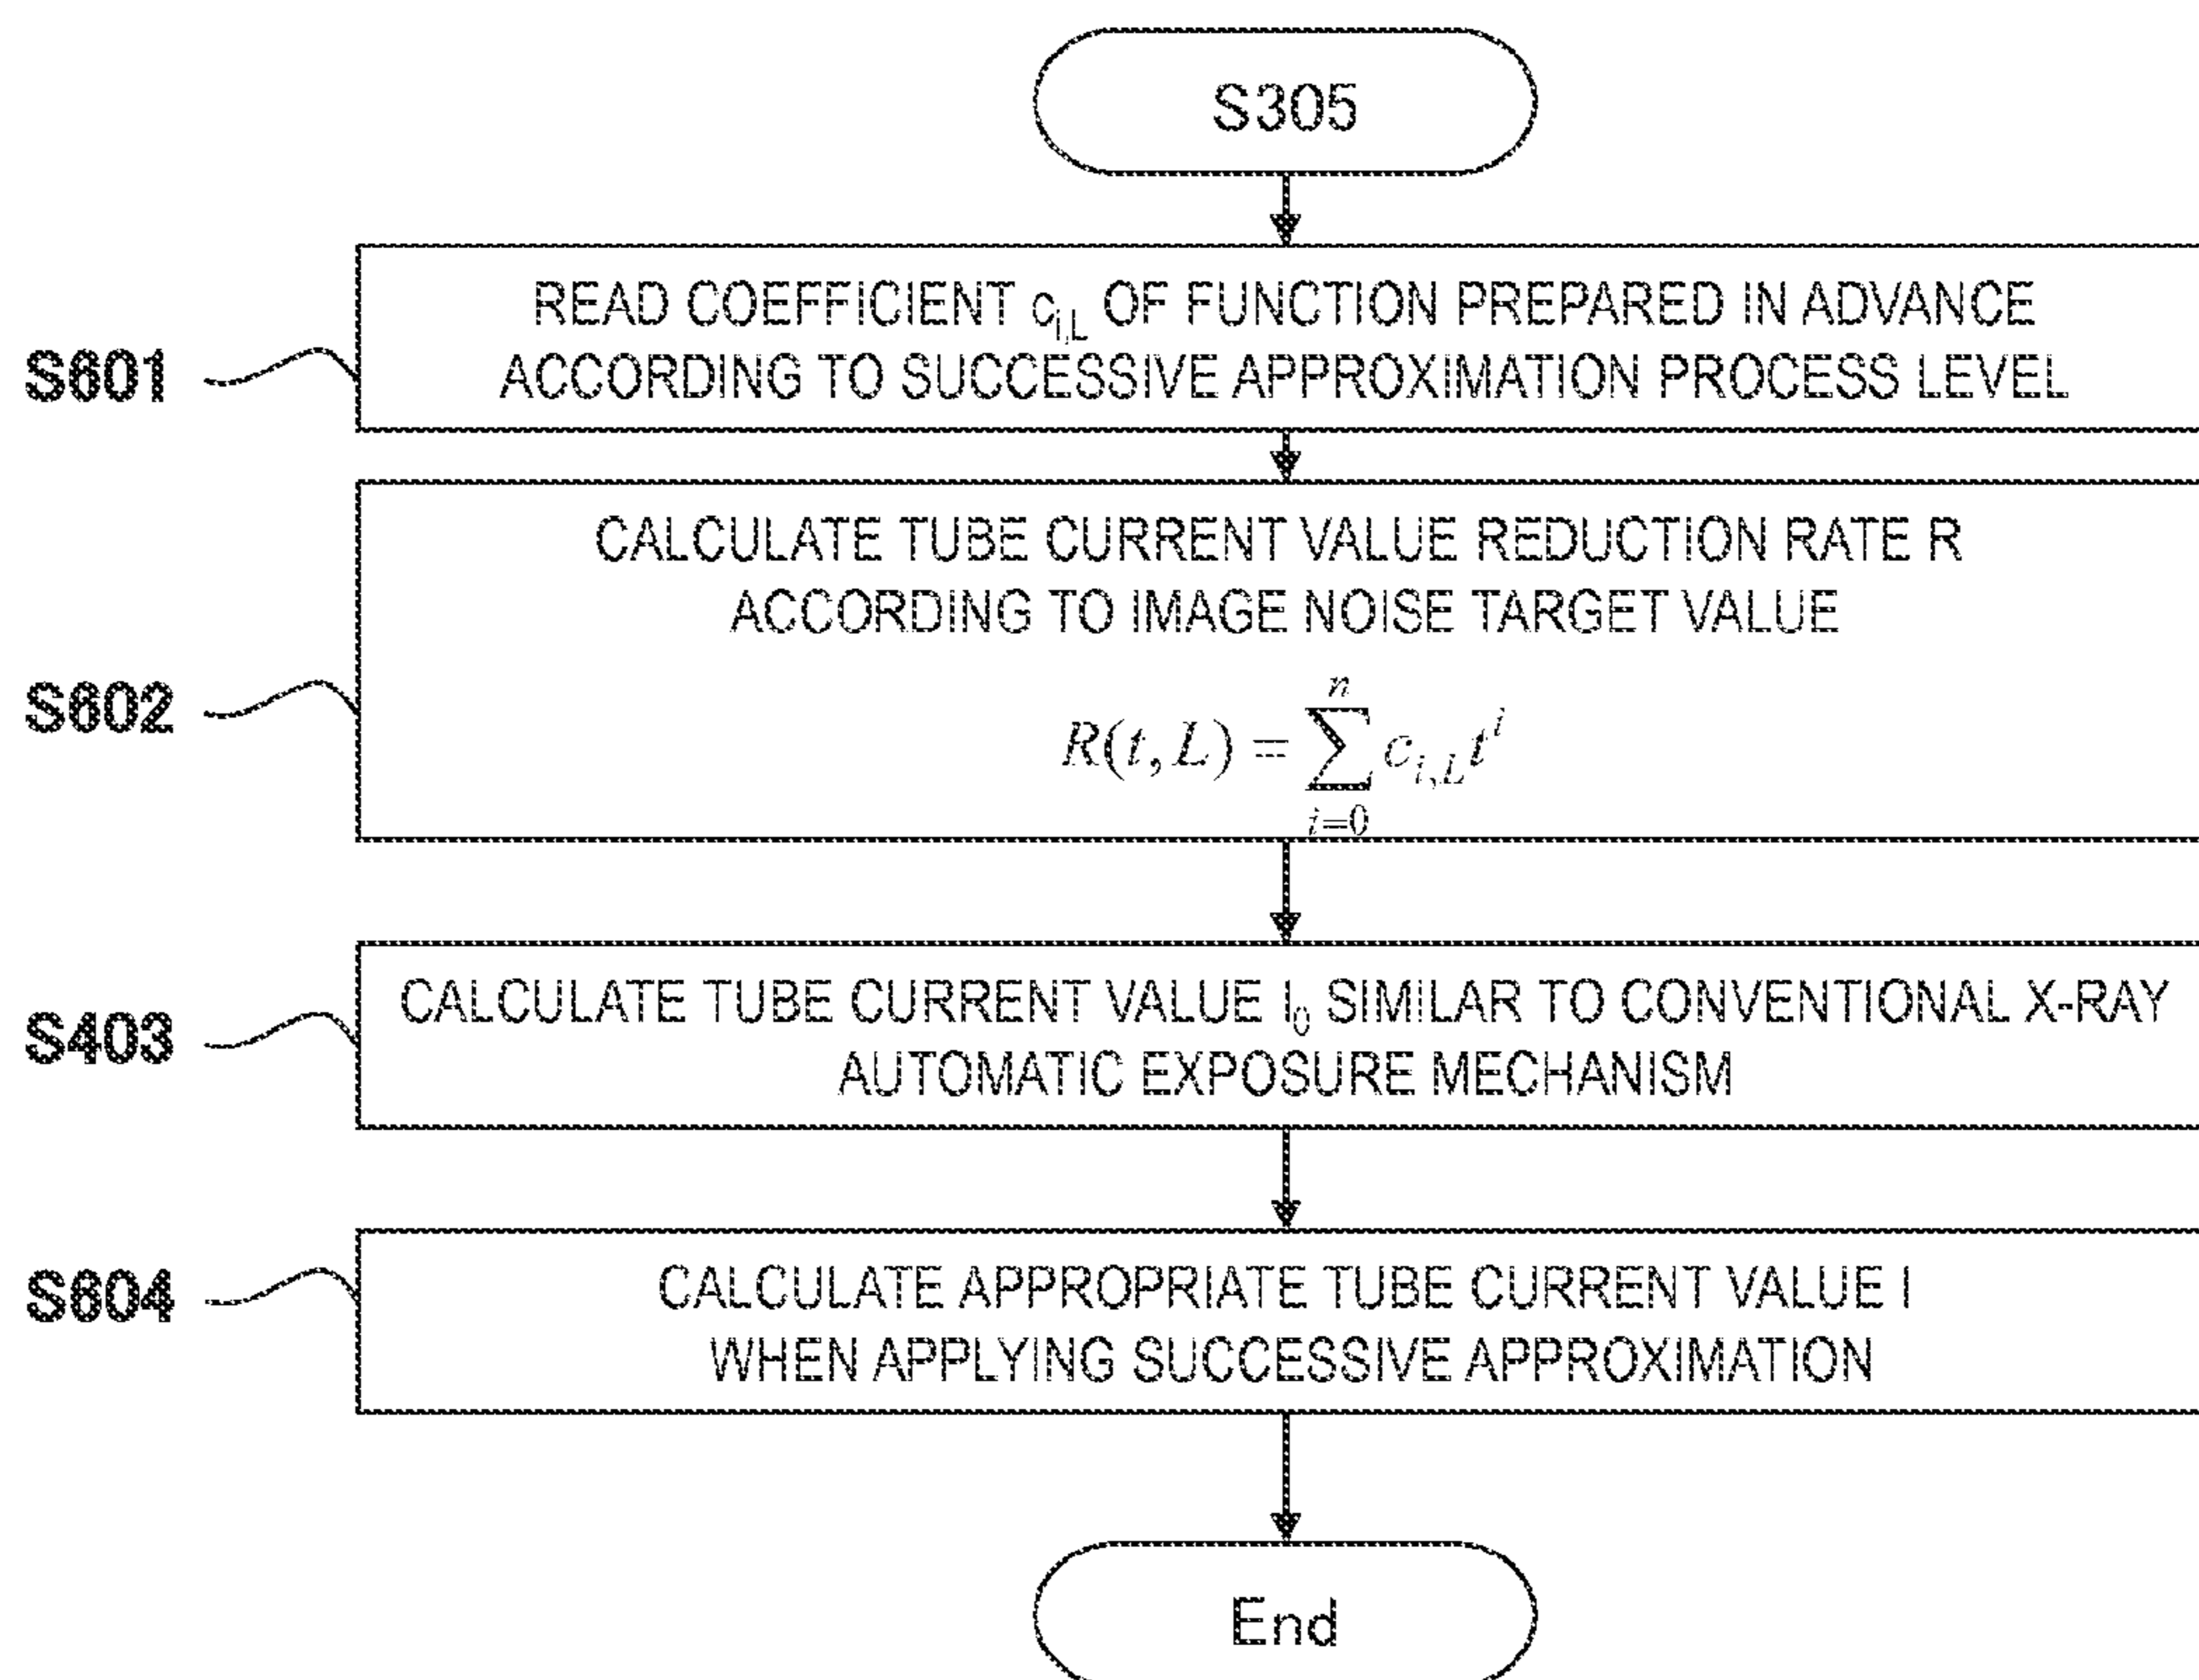 S305
S601
READ COEFFICIENT c_{i,L} OF FUNCTION PREPARED IN ADVANCE
ACCORDING TO SUCCESSIVE APPROXIMATION PROCESS LEVEL
S602
CALCULATE TUBE CURRENT VALUE REDUCTION RATE R
ACCORDING TO IMAGE NOISE TARGET VALUE
R(t, L) = \sum_{i=0}^{n} c_{i,L} t^i
S403
CALCULATE TUBE CURRENT VALUE I_0 SIMILAR TO CONVENTIONAL X-RAY
AUTOMATIC EXPOSURE MECHANISM
S604
CALCULATE APPROPRIATE TUBE CURRENT VALUE I
WHEN APPLYING SUCCESSIVE APPROXIMATION
End